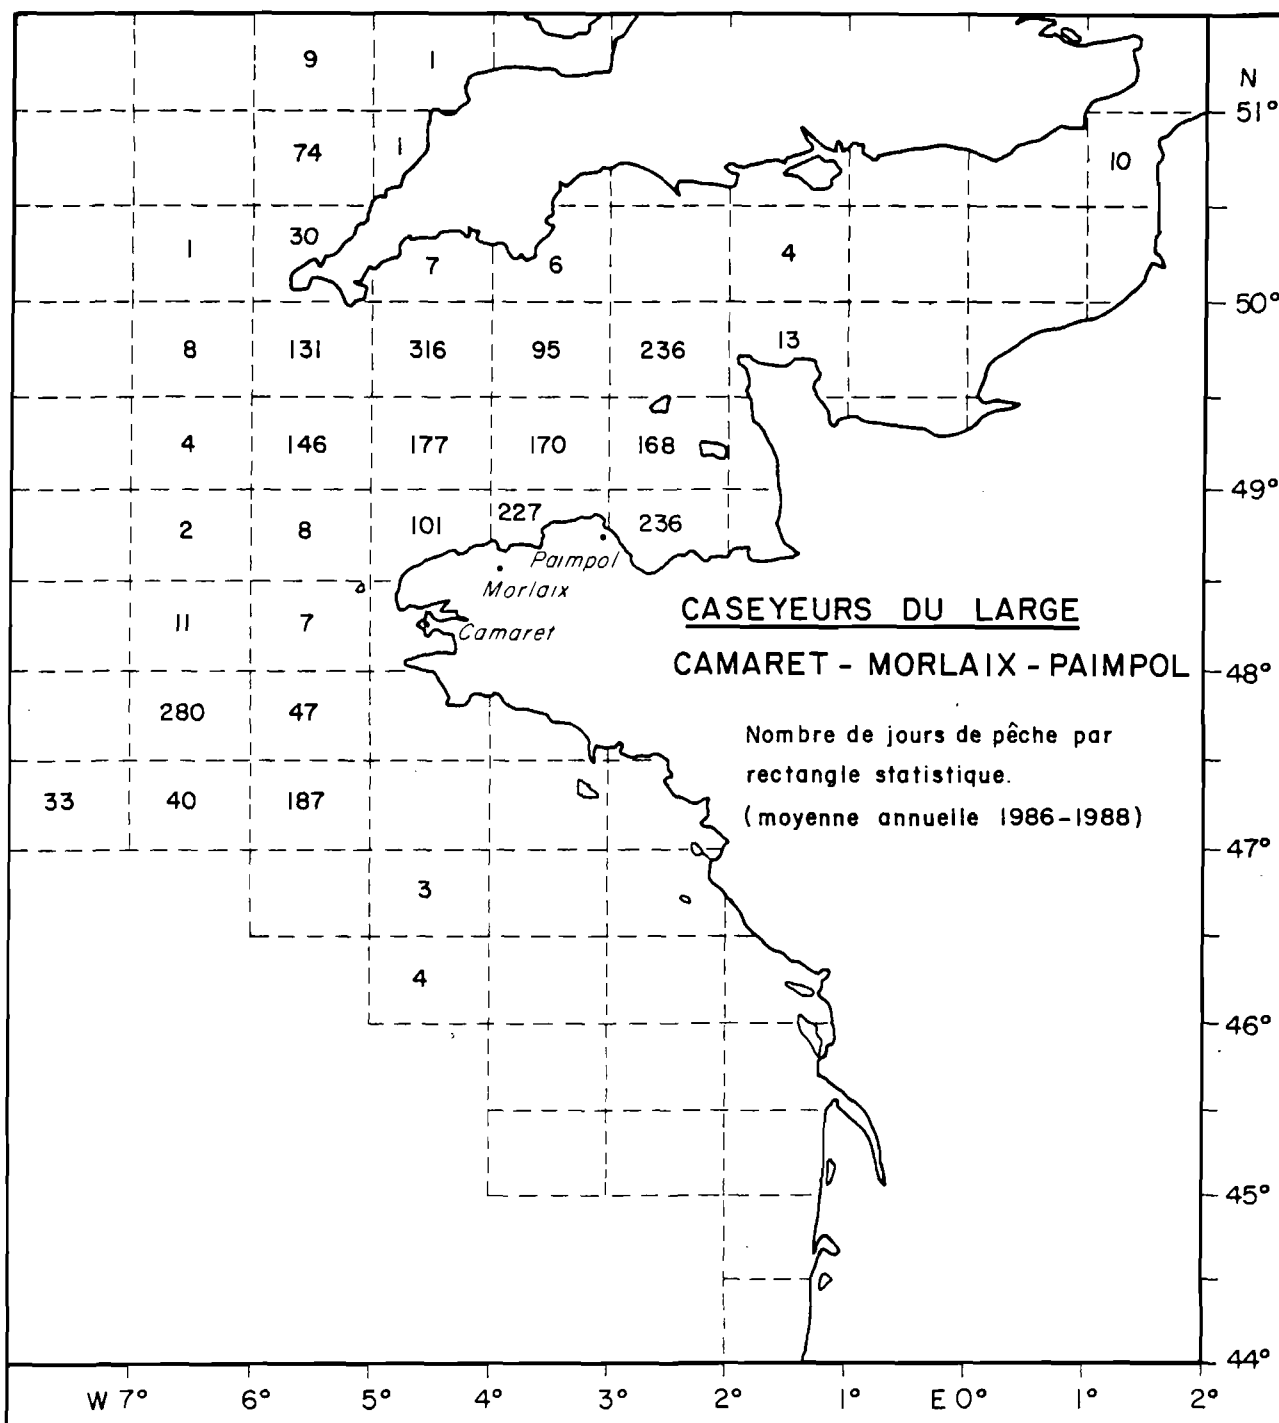 9 1
N
51°
74 1 10
1 30 7 6 4
50°
8 131 316 95 236 13
4 146 177 170 168
49°
2 8 101 227 236
Paimpol
Morlaix
11 7 Camaret
CASEYEURS DU LARGE
CAMARET - MORLAIX - PAIMPOL
48°
280 47
Nombre de jours de pêche par
rectangle statistique.
(moyenne annuelle 1986-1988)
33 40 187
47°
3
4
46°
45°
44°
W 7° 6° 5° 4° 3° 2° 1° E 0° 1° 2°